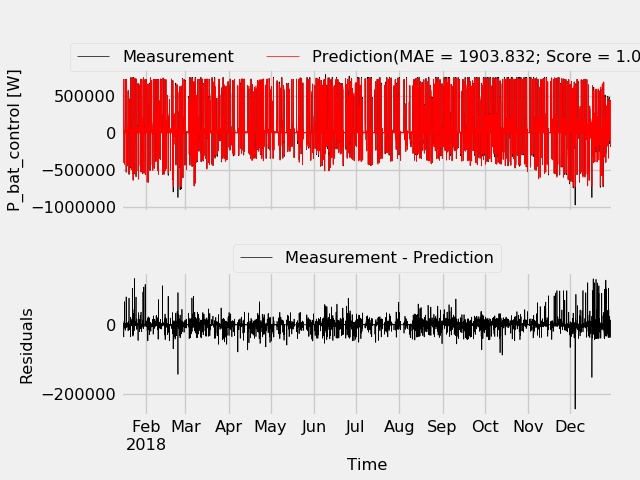 Measurement Prediction(MAE = 1903.832; Score = 1.0
P_bat_control [W]
500000
0
−500000
−1000000
Measurement - Prediction
Residuals
0
−200000
Feb Mar Apr May Jun Jul Aug Sep Oct Nov Dec
2018
Time